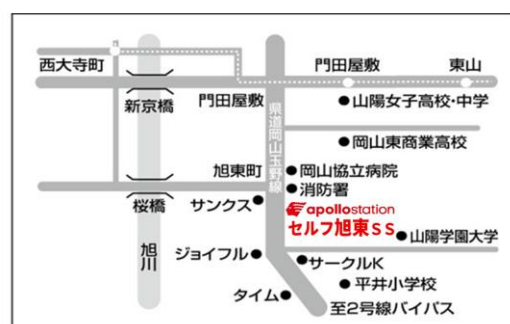 西大寺町
門田屋敷
東山
新京橋
門田屋敷
山陽女子高校・中学
県道岡山玉野線
岡山東商業高校
旭東町
岡山協立病院
消防署
桜橋
サンクス
apollostation
セルフ旭東SS
山陽学園大学
旭川
ジョイフル
サークルK
平井小学校
タイム
至2号線バイパス